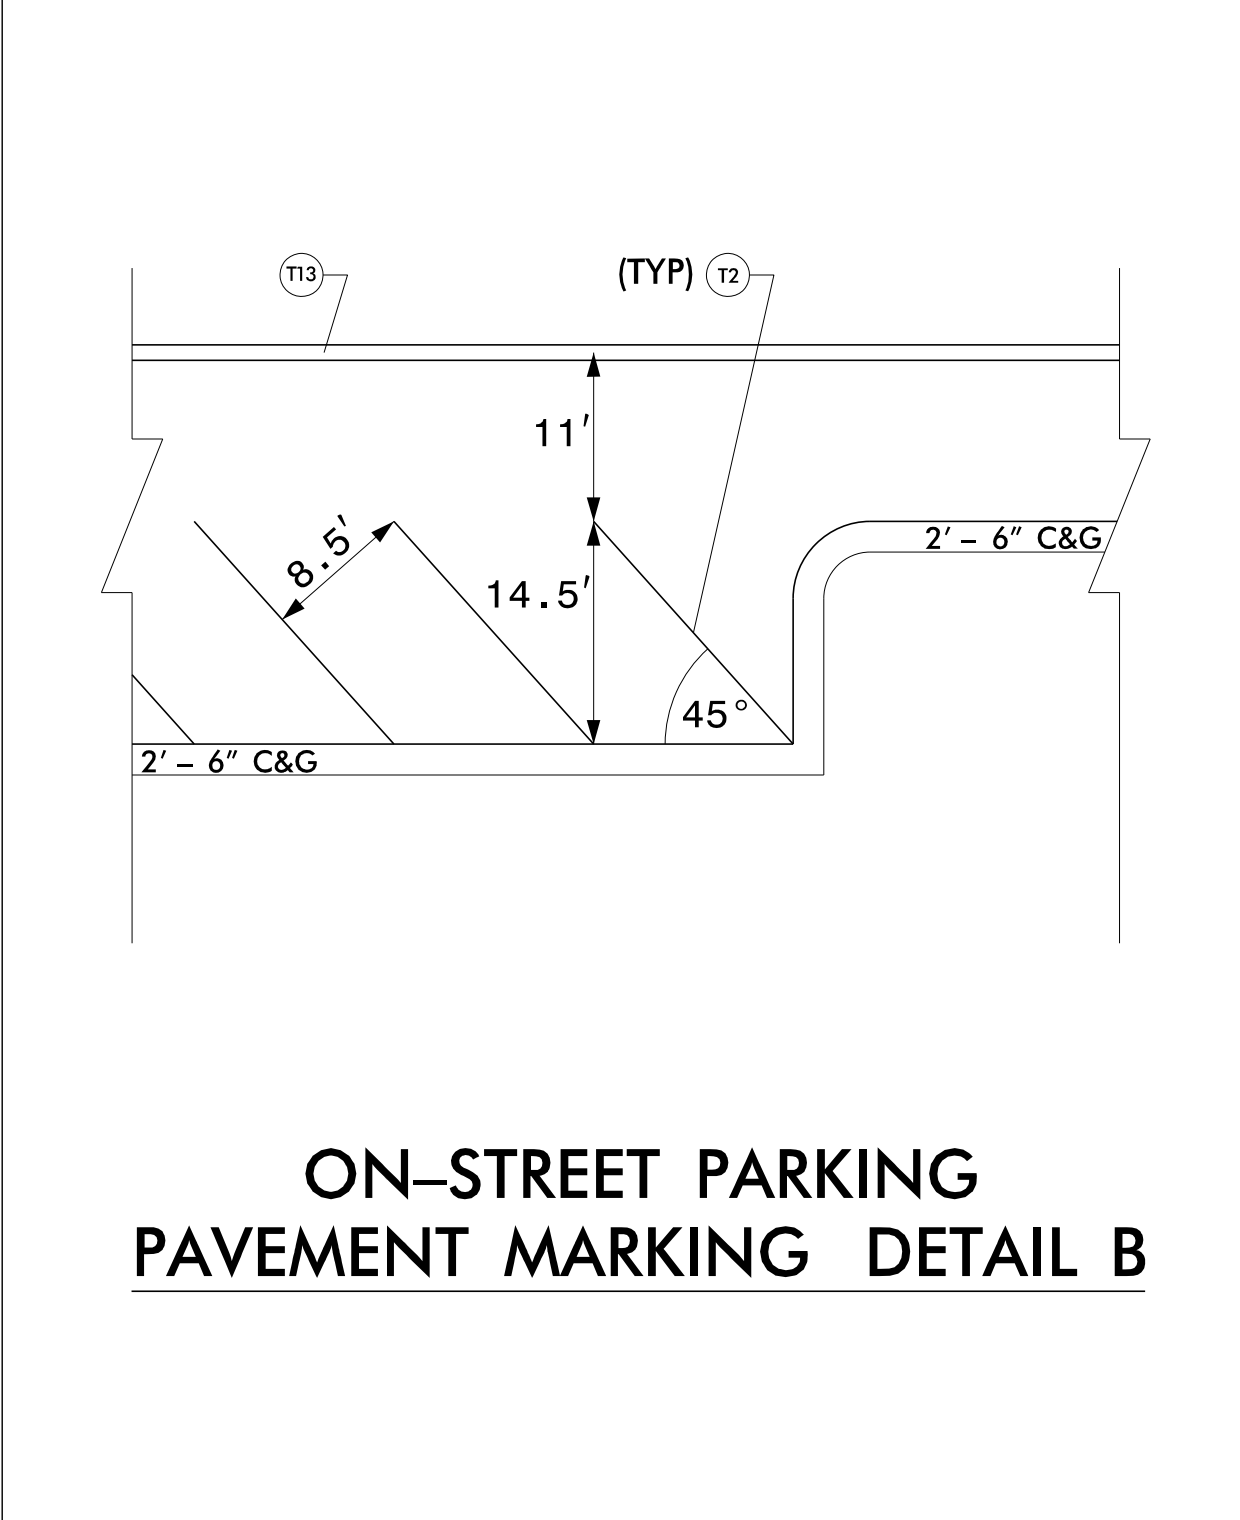 T13
(TYP) T2
11'
8.5'
14.5'
2' – 6" C&G
45°
2' – 6" C&G
ON–STREET PARKING
PAVEMENT MARKING DETAIL B